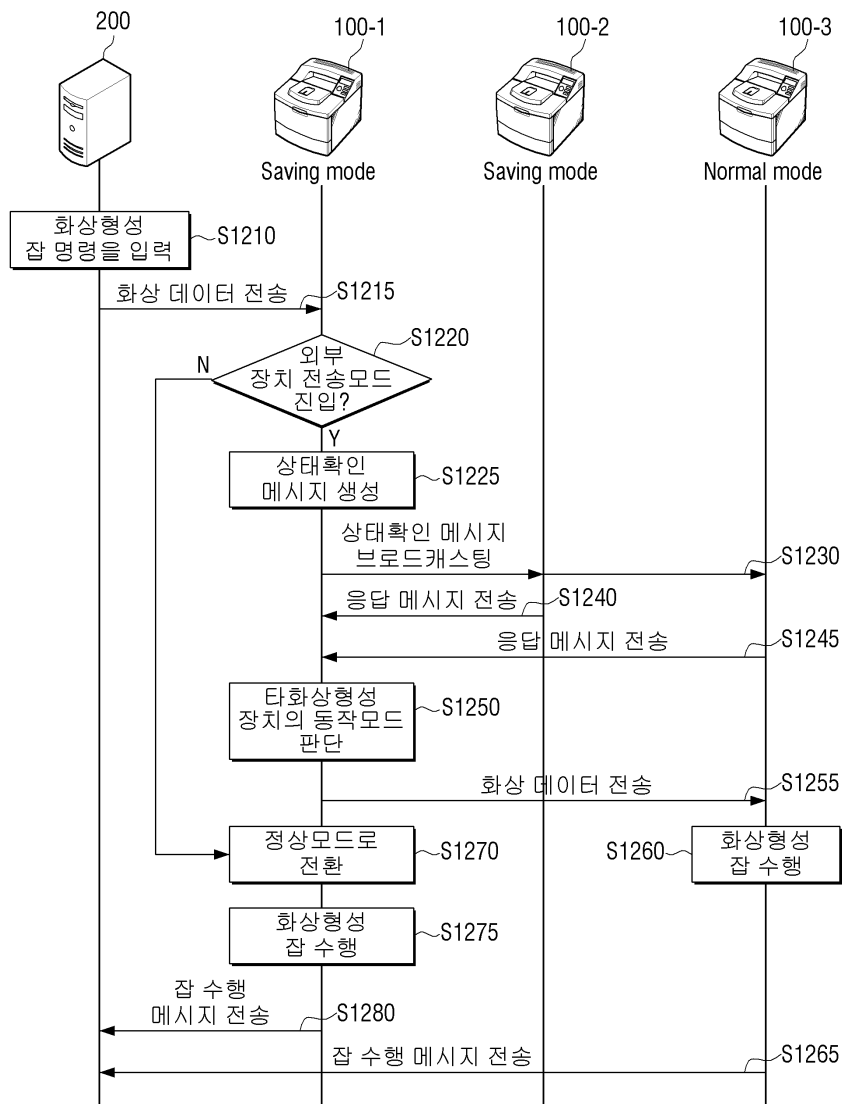 200
100-1
100-2
100-3
Saving mode
Saving mode
Normal mode
화상형성
잡 명령을 입력
S1210
화상 데이터 전송
S1215
S1220
외부
장치 전송모드
진입?
N
Y
상태확인
메시지 생성
S1225
상태확인 메시지
브로드캐스팅
S1230
응답 메시지 전송
S1240
응답 메시지 전송
S1245
타화상형성
장치의 동작모드
판단
S1250
화상 데이터 전송
S1255
정상모드로
전환
S1270
S1260
화상형성
잡 수행
화상형성
잡 수행
S1275
잡 수행
메시지 전송
S1280
잡 수행 메시지 전송
S1265